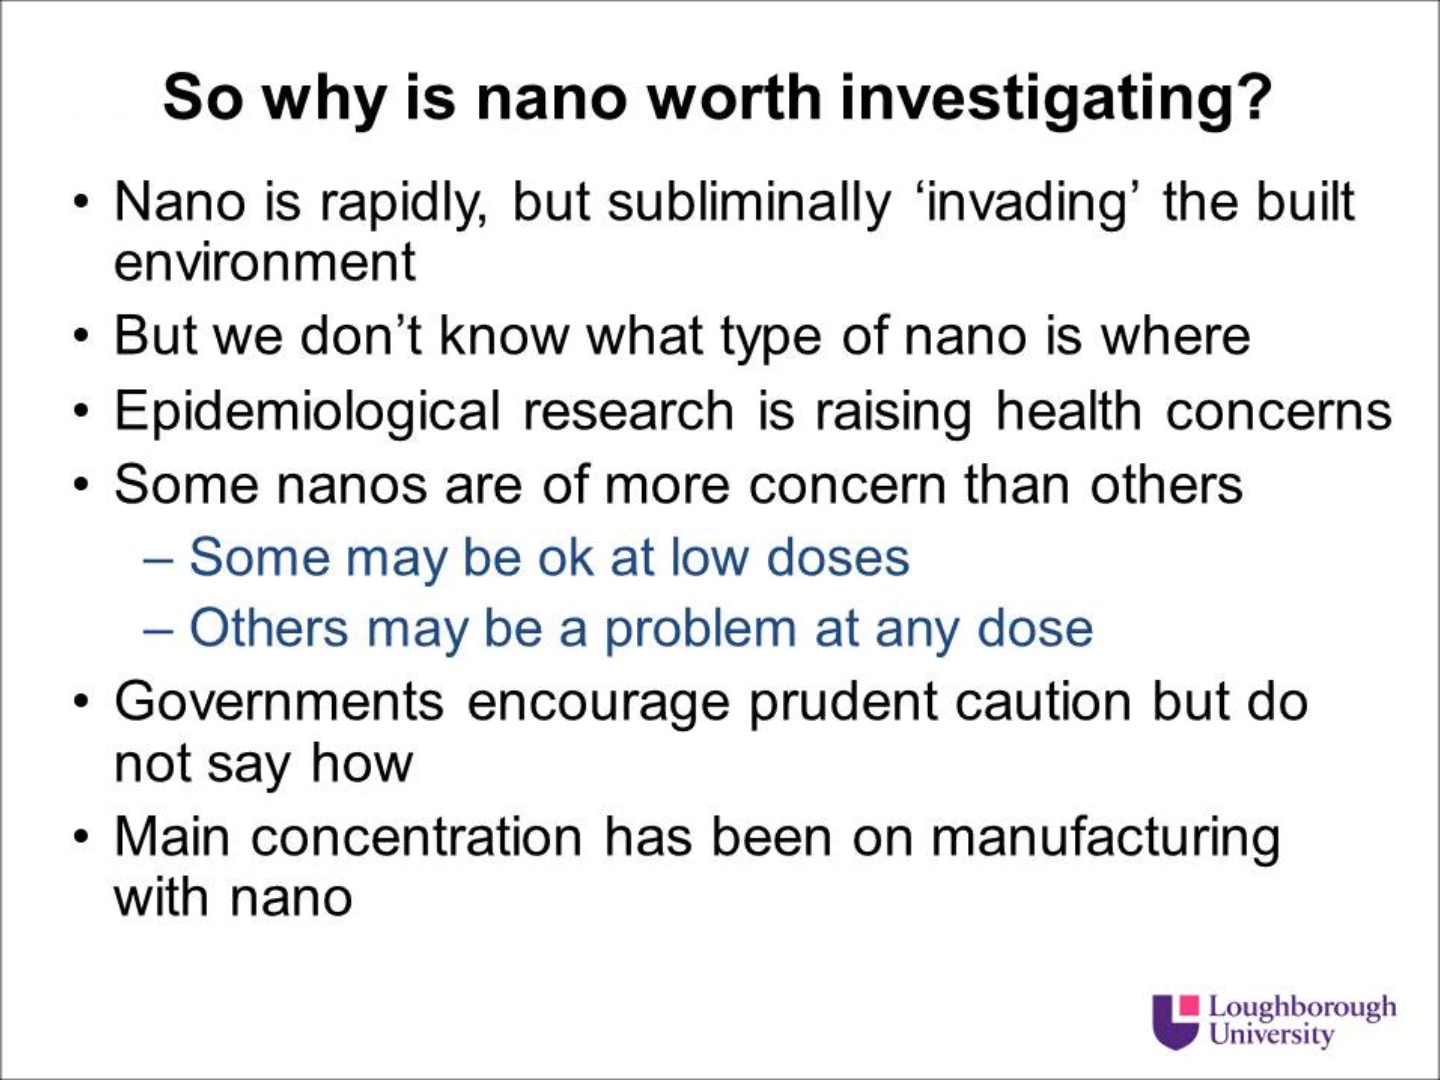 So why is nano worth investigating?
• Nano is rapidly, but subliminally ‘invading’ the built
environment
• But we don’t know what type of nano is where
• Epidemiological research is raising health concerns
• Some nanos are of more concern than others
– Some may be ok at low doses
– Others may be a problem at any dose
• Governments encourage prudent caution but do
not say how
• Main concentration has been on manufacturing
with nano
Loughborough
University